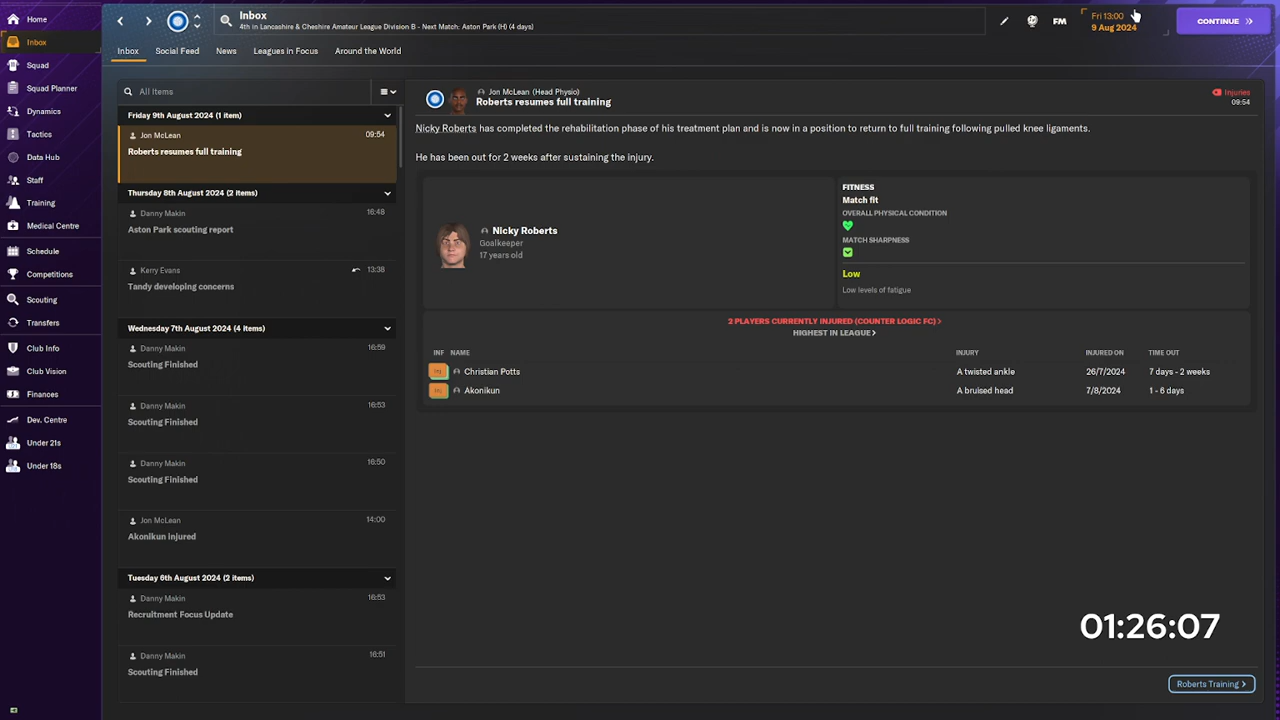 Home
Inbox
Squad
Squad Planner
Dynamics
Tactics
Data Hub
Staff
Training
Medical Centre
Schedule
Competitions
Scouting
Transfers
Club Info
Club Vision
Finances
Dev. Centre
Under 21s
Under 18s
Inbox
4th in Lancashire & Cheshire Amateur League Division B - Next Match: Aston Park (H) (4 days)
FM
Fri 13:00
9 Aug 2024
CONTINUE
Inbox
Social Feed
News
Leagues in Focus
Around the World
All Items
Friday 9th August 2024 (1 item)
Jon McLean 09:54
Roberts resumes full training
Thursday 8th August 2024 (2 items)
Danny Makin 16:48
Aston Park scouting report
Kerry Evans 13:38
Tandy developing concerns
Wednesday 7th August 2024 (4 items)
Danny Makin 16:59
Scouting Finished
Danny Makin 16:53
Scouting Finished
Danny Makin 16:50
Scouting Finished
Jon McLean 14:00
Akonikun injured
Tuesday 6th August 2024 (2 items)
Danny Makin 16:53
Recruitment Focus Update
Danny Makin 16:51
Scouting Finished
Jon McLean (Head Physio)
Roberts resumes full training
Injuries
09:54
Nicky Roberts has completed the rehabilitation phase of his treatment plan and is now in a position to return to full training following pulled knee ligaments.
He has been out for 2 weeks after sustaining the injury.
Nicky Roberts
Goalkeeper
17 years old
FITNESS
Match fit
OVERALL PHYSICAL CONDITION
MATCH SHARPNESS
Low
Low levels of fatigue
2 PLAYERS CURRENTLY INJURED (COUNTER LOGIC FC) >
HIGHEST IN LEAGUE >
INF NAME INJURY INJURED ON TIME OUT
Inj Christian Potts A twisted ankle 26/7/2024 7 days - 2 weeks
Inj Akonikun A bruised head 7/8/2024 1 - 6 days
01:26:07
Roberts Training >